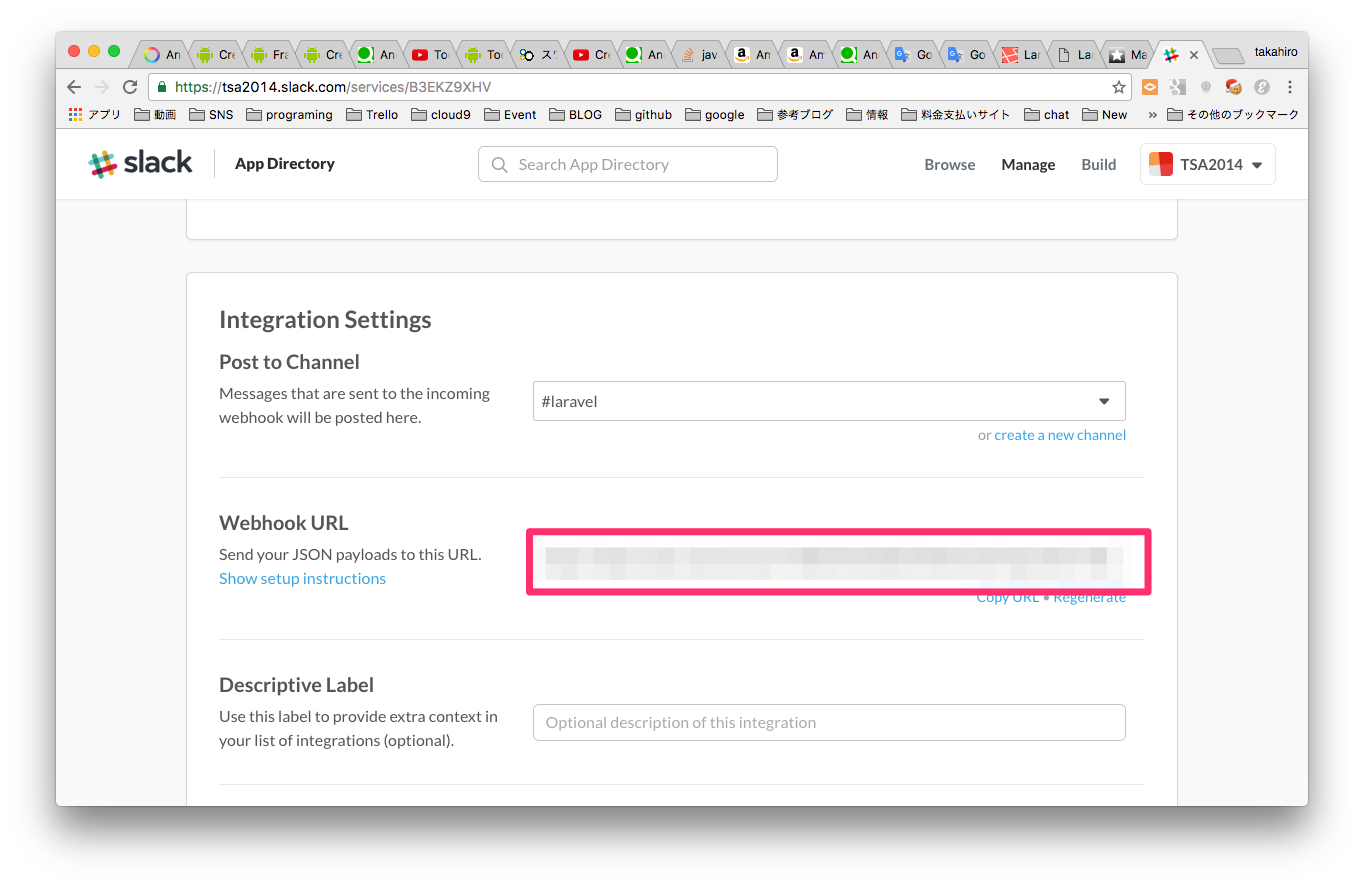 An
Cre
Fra
Cre
An
To
Too
ス
Cre
An
jav
An
An
An
Go
Go
Lar
La
Ma
takahiro
https://tsa2014.slack.com/services/B3EKZ9XHV
アプリ 動画 SNS programing Trello cloud9 Event BLOG github google 参考ブログ 情報 料金支払いサイト chat New » その他のブックマーク
slack App Directory Search App Directory Browse Manage Build TSA2014
Integration Settings
Post to Channel
Messages that are sent to the incoming
webhook will be posted here.
#laravel
or create a new channel
Webhook URL
Send your JSON payloads to this URL.
Show setup instructions
Copy URL • Regenerate
Descriptive Label
Use this label to provide extra context in
your list of integrations (optional).
Optional description of this integration